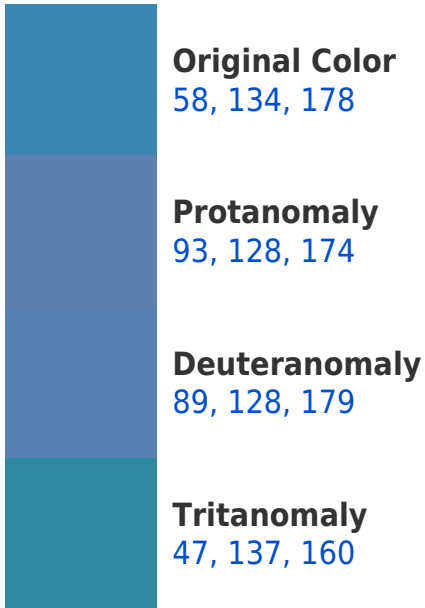 Original Color
58, 134, 178
Protanomaly
93, 128, 174
Deuteranomaly
89, 128, 179
Tritanomaly
47, 137, 160